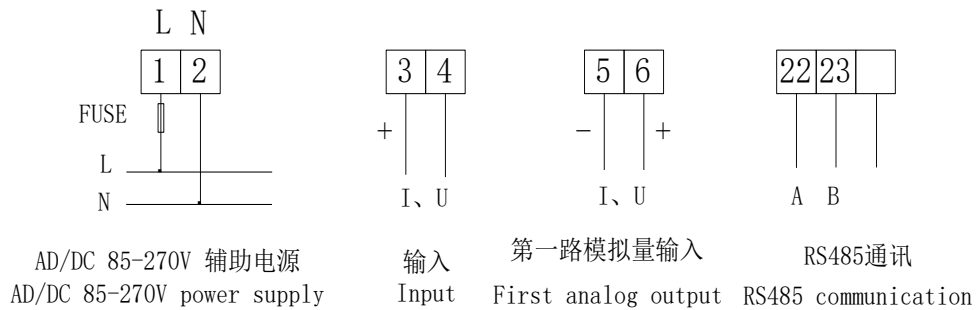 L N
1 2
3 4
5 6
22 23
FUSE
+
- +
L
N
I、U
I、U
A B
AD/DC 85-270V 辅助电源
AD/DC 85-270V power supply
输入
Input
第一路模拟量输入
First analog output
RS485通讯
RS485 communication